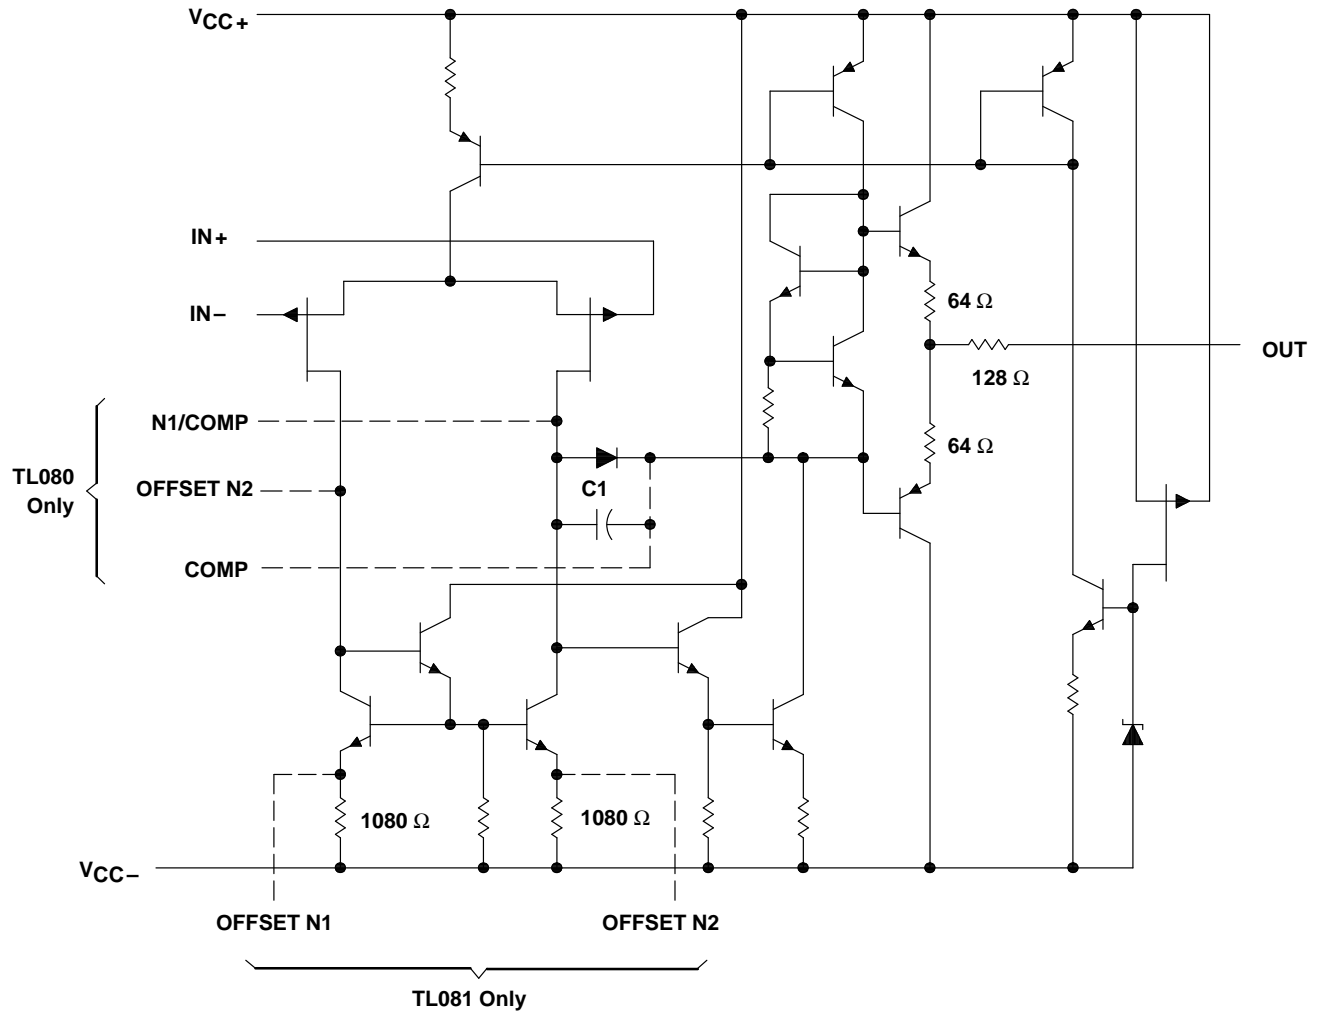 VCC+
IN+
IN−
64 Ω
OUT
128 Ω
N1/COMP
64 Ω
TL080
Only
OFFSET N2
C1
COMP
1080 Ω
1080 Ω
VCC−
OFFSET N1
OFFSET N2
TL081 Only